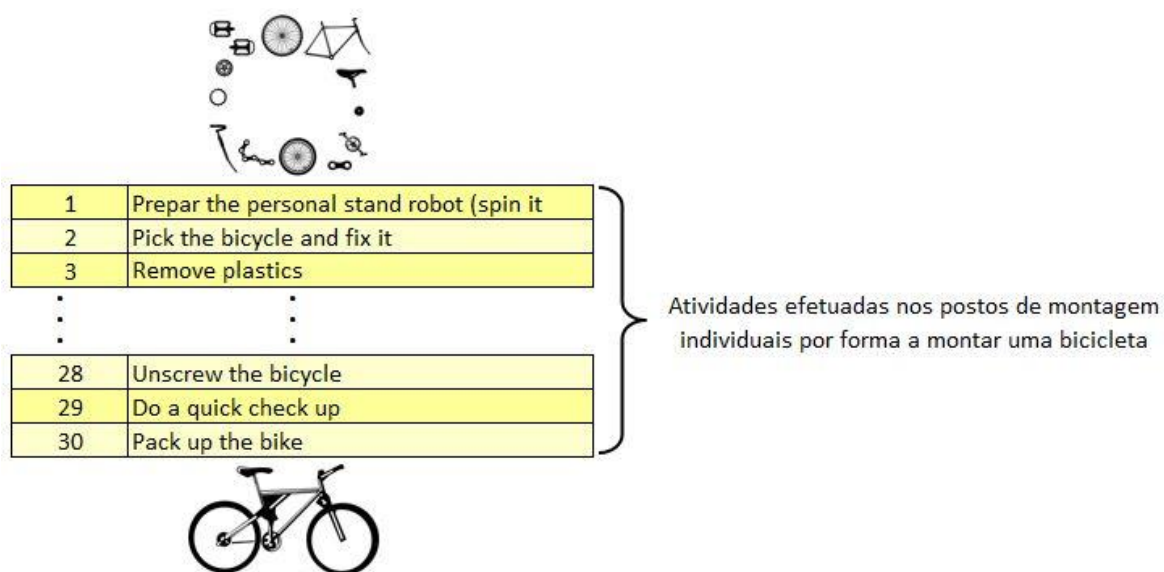 1 Prepar the personal stand robot (spin it
2 Pick the bicycle and fix it
3 Remove plastics
Atividades efetuadas nos postos de montagem
individuais por forma a montar uma bicicleta
28 Unscrew the bicycle
29 Do a quick check up
30 Pack up the bike